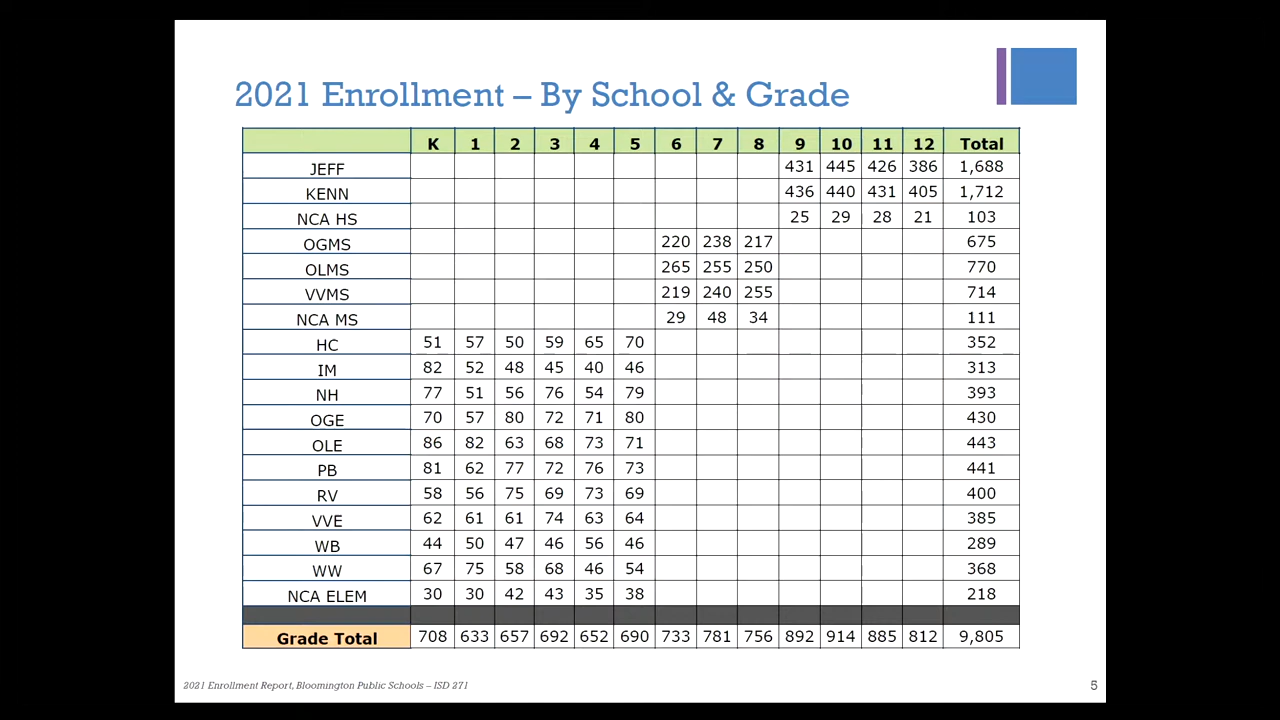 2021 Enrollment – By School & Grade
K 1 2 3 4 5 6 7 8 9 10 11 12 Total
JEFF 431 445 426 386 1,688
KENN 436 440 431 405 1,712
NCA HS 25 29 28 21 103
OGMS 220 238 217 675
OLMS 265 255 250 770
VVMS 219 240 255 714
NCA MS 29 48 34 111
HC 51 57 50 59 65 70 352
IM 82 52 48 45 40 46 313
NH 77 51 56 76 54 79 393
OGE 70 57 80 72 71 80 430
OLE 86 82 63 68 73 71 443
PB 81 62 77 72 76 73 441
RV 58 56 75 69 73 69 400
VVE 62 61 61 74 63 64 385
WB 44 50 47 46 56 46 289
WW 67 75 58 68 46 54 368
NCA ELEM 30 30 42 43 35 38 218
Grade Total 708 633 657 692 652 690 733 781 756 892 914 885 812 9,805
2021 Enrollment Report, Bloomington Public Schools – ISD 271
5